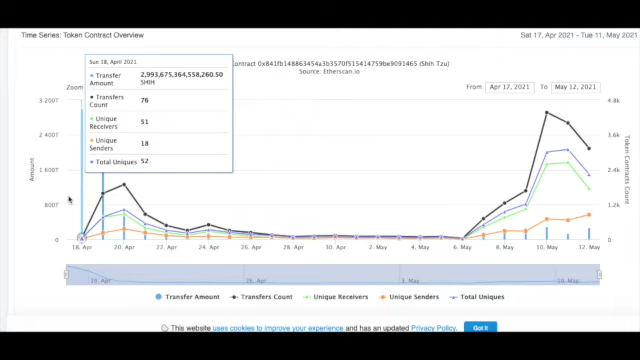 Time Series: Token Contract Overview
Sat 17, Apr 2021 - Tue 11, May 2021
Contract 0x841fb148863454a3b3570f515414759be9091465 (Shih Tzu)
Source: Etherscan.io
Zoom
From Apr 17, 2021 To May 12, 2021
Sun 18, April 2021
Transfer Amount 2,993,675,364,558,260.50 SHIH
Transfers Count 76
Unique Receivers 51
Unique Senders 18
Total Uniques 52
Amount
3 200T
2 400T
1 600T
800T
0
Token Contracts Count
4.8k
3.6k
2.4k
1.2k
0
18. Apr 20. Apr 22. Apr 24. Apr 26. Apr 28. Apr 30. Apr 2. May 4. May 6. May 8. May 10. May 12. May
19. Apr 26. Apr 3. May 10. May
Transfer Amount Transfers Count Unique Receivers Unique Senders Total Uniques
This website uses cookies to improve your experience and has an updated Privacy Policy. Got It